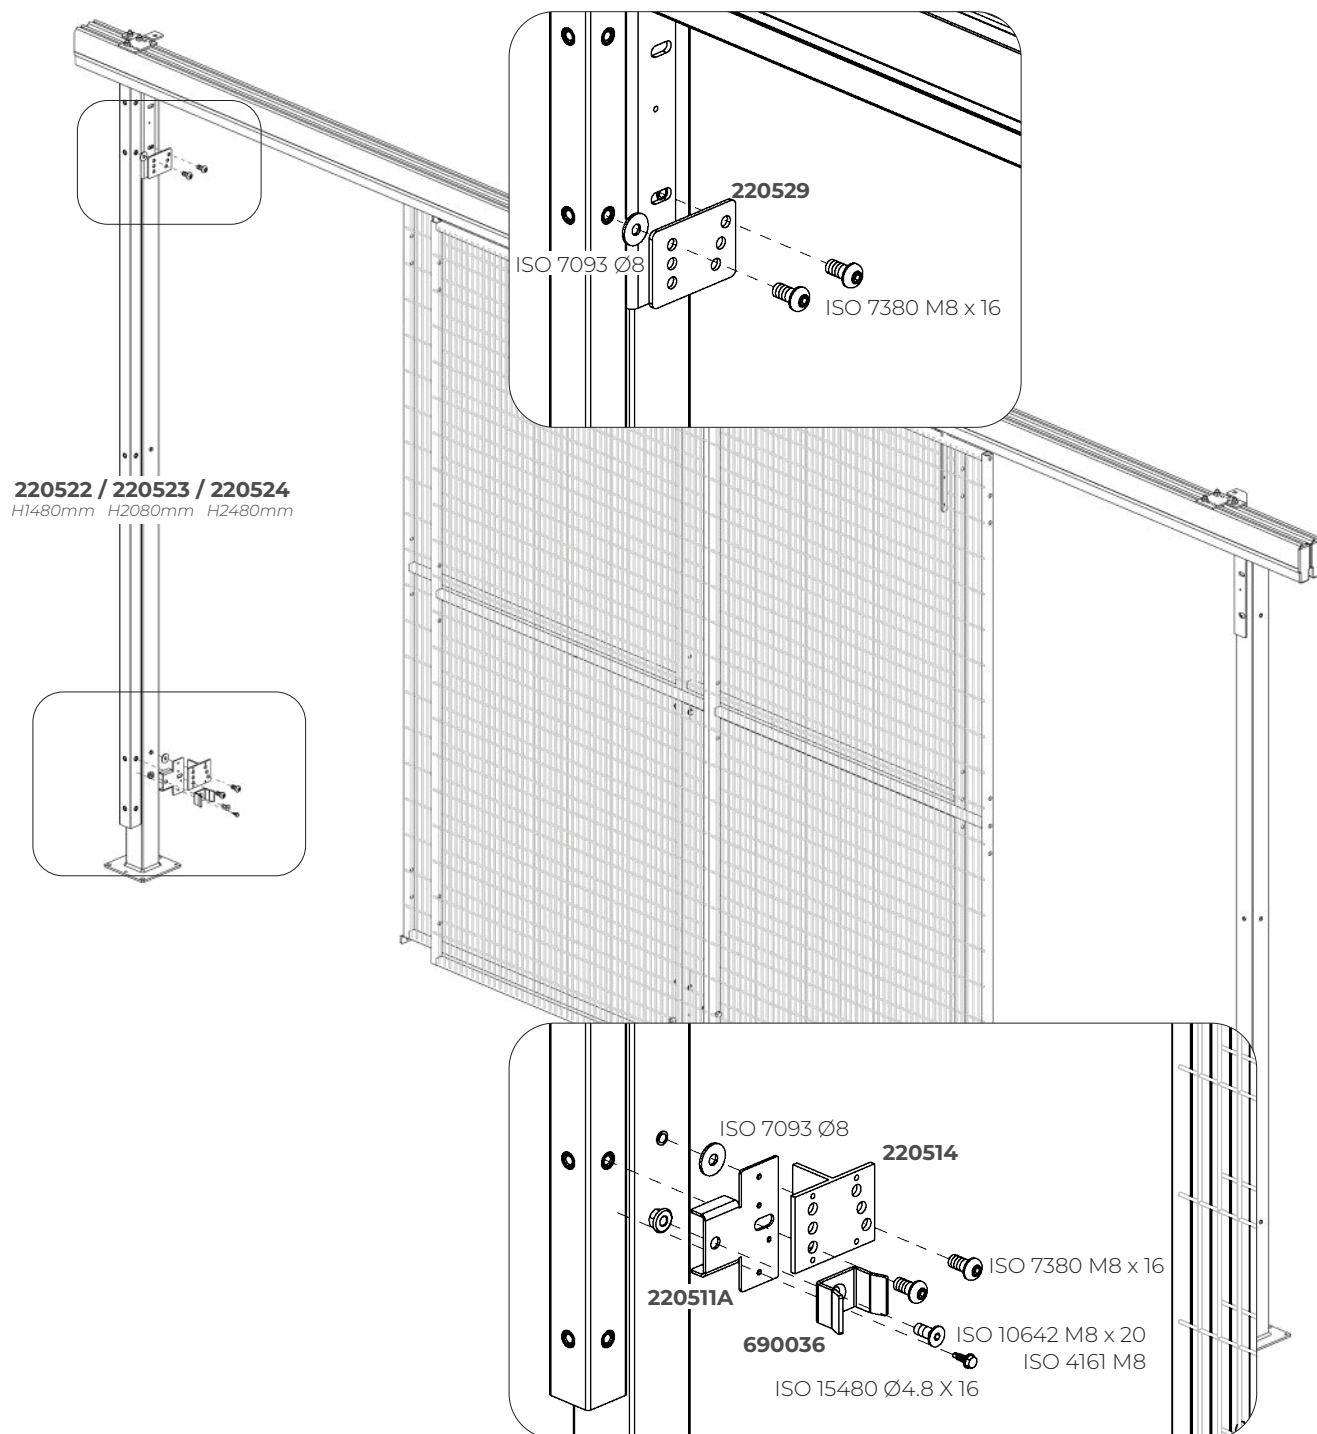 220529
ISO 7093 Ø8
ISO 7380 M8 x 16
220522 / 220523 / 220524
H1480mm H2080mm H2480mm
ISO 7093 Ø8
220514
ISO 7380 M8 x 16
220511A
690036
ISO 10642 M8 x 20
ISO 4161 M8
ISO 15480 Ø4.8 X 16